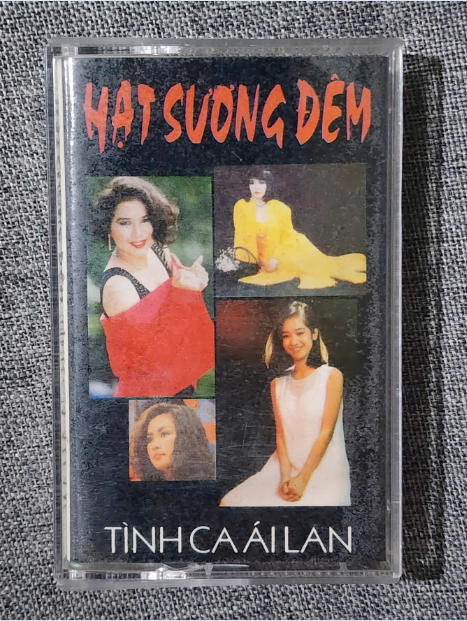 HẠT SƯƠNG ĐÊM
TÌNH CA ÁI LAN